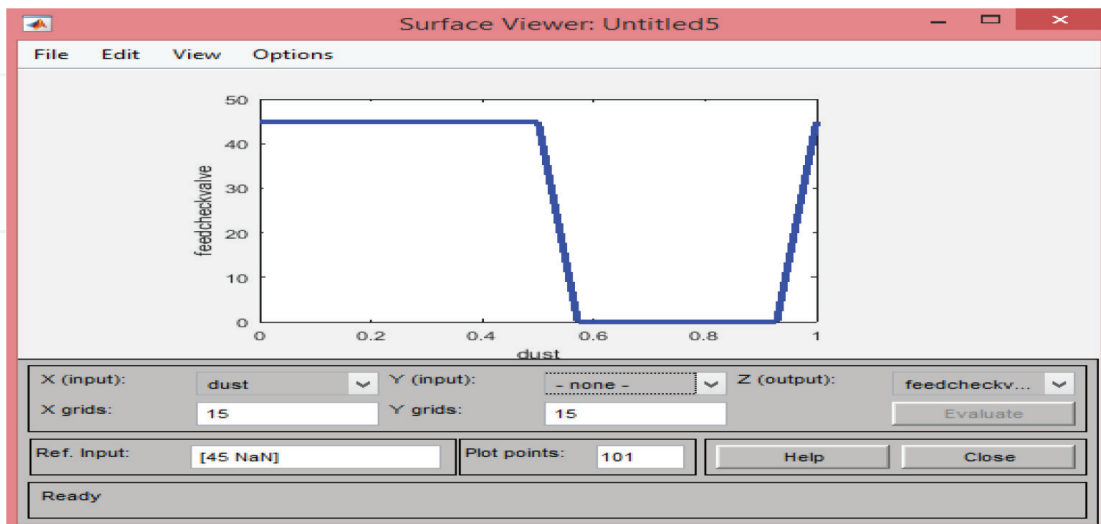 Surface Viewer: Untitled5
File Edit View Options
50
40
30
20
10
0
feedcheckvalve
0 0.2 0.4 0.6 0.8 1
dust
X (input): dust Y (input): - none - Z (output): feedcheckv...
X grids: 15 Y grids: 15 Evaluate
Ref. Input: [45 NaN] Plot points: 101 Help Close
Ready